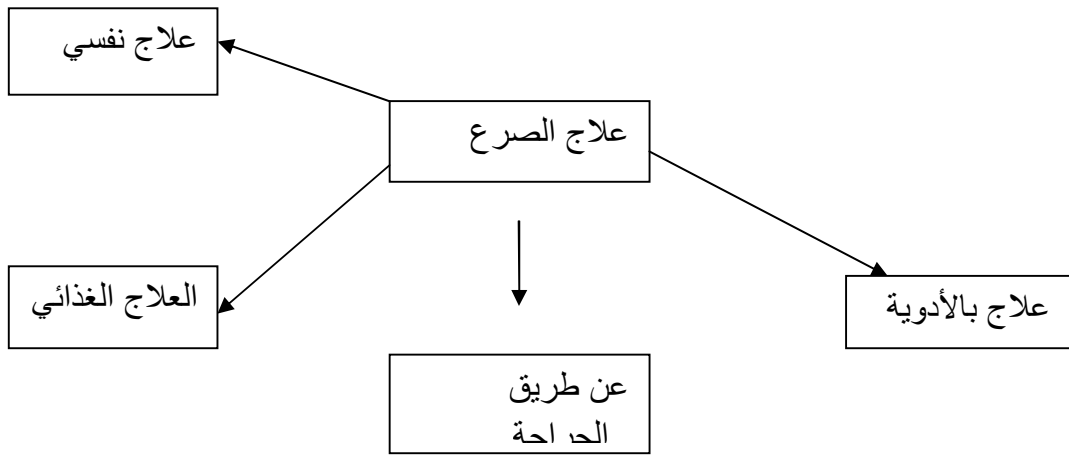 علاج نفسي
علاج الصرع
العلاج الغذائي
علاج بالأدوية
عن طريق
الجراحة